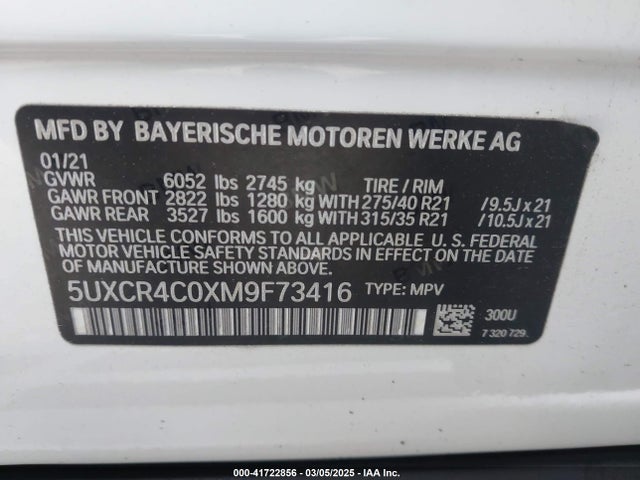 MFD BY BAYERISCHE MOTOREN WERKE AG
01/21
GVWR 6052 lbs 2745 kg TIRE / RIM
GAWR FRONT 2822 lbs 1280 kg WITH 275/40 R21 /9.5J x 21
GAWR REAR 3527 lbs 1600 kg WITH 315/35 R21 /10.5J x 21
THIS VEHICLE CONFORMS TO ALL APPLICABLE U. S. FEDERAL
MOTOR VEHICLE SAFETY STANDARDS IN EFFECT ON THE
DATE OF MANUFACTURE SHOWN ABOVE.
5UXCR4C0XM9F73416 TYPE: MPV
300U
7 320 729
000-41722856 - 03/05/2025 - IAA Inc.